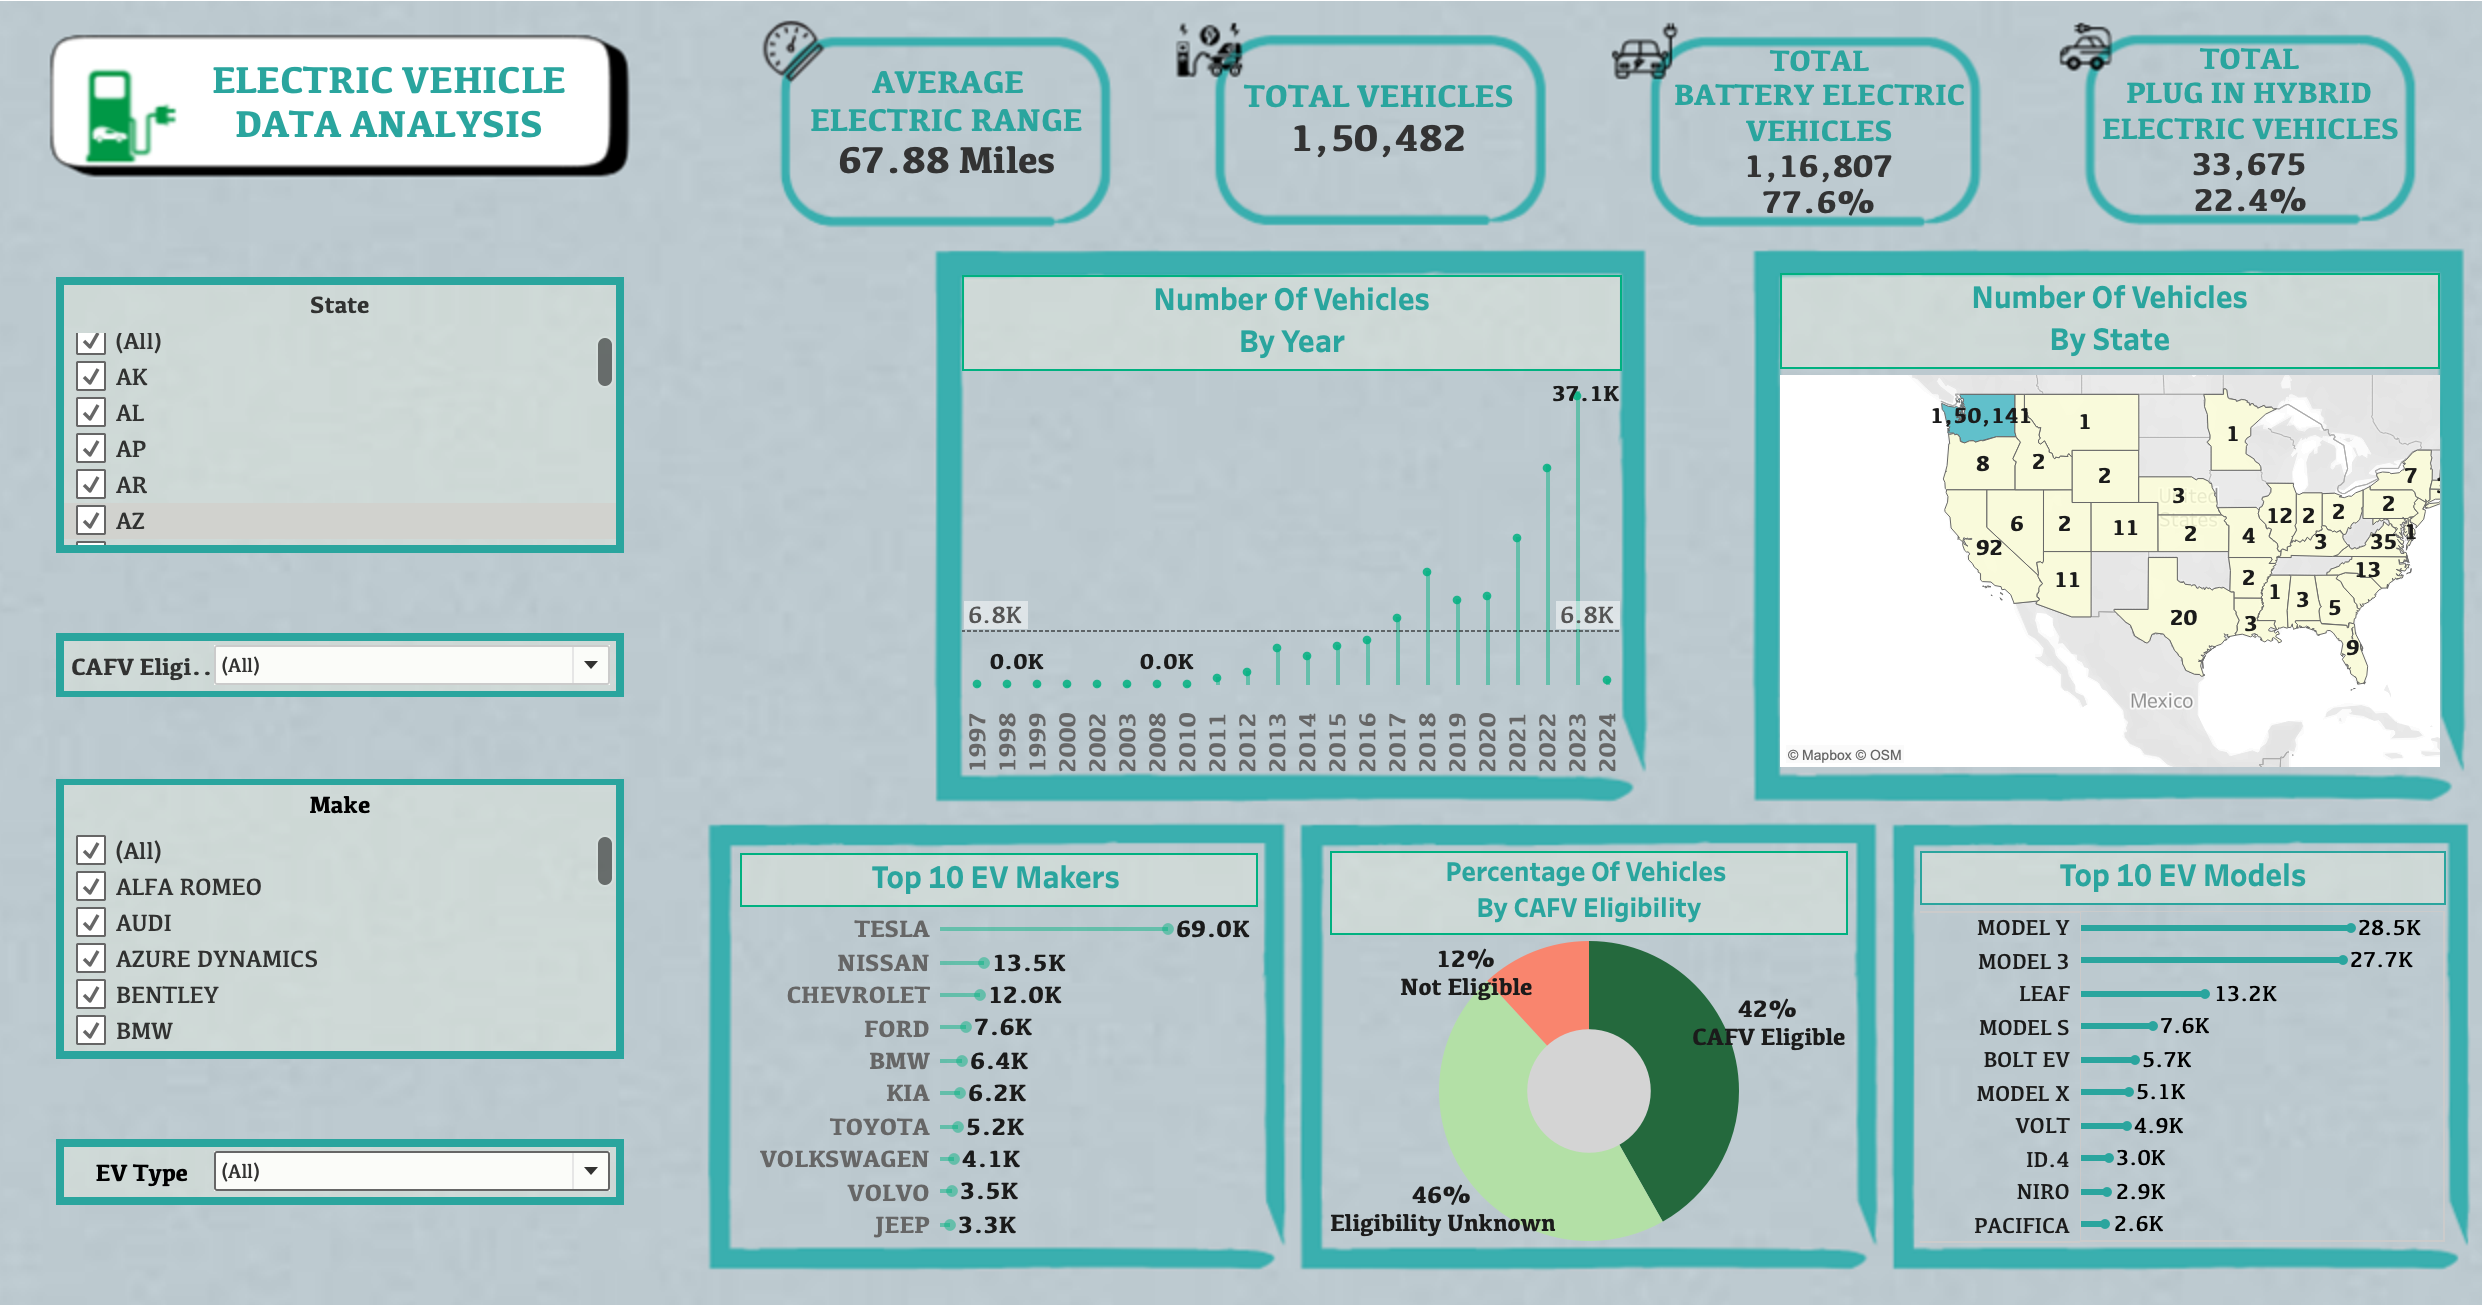 ELECTRIC VEHICLE
DATA ANALYSIS
AVERAGE
ELECTRIC RANGE
67.88 Miles
TOTAL VEHICLES
1,50,482
TOTAL
BATTERY ELECTRIC
VEHICLES
1,16,807
77.6%
TOTAL
PLUG IN HYBRID
ELECTRIC VEHICLES
33,675
22.4%
State
(All)
AK
AL
AP
AR
AZ
CAFV Eligi..
(All)
Make
(All)
ALFA ROMEO
AUDI
AZURE DYNAMICS
BENTLEY
BMW
EV Type
(All)
Number Of Vehicles
By Year
37.1K
6.8K
6.8K
0.0K
0.0K
1997
1998
1999
2000
2002
2003
2008
2010
2011
2012
2013
2014
2015
2016
2017
2018
2019
2020
2021
2022
2023
2024
Number Of Vehicles
By State
1,50,141
1
1
8
2
2
7
3
2
United
States
6
2
11
2
4
12
2
2
92
3
35
1
11
2
13
20
3
1
3
5
9
Mexico
© Mapbox © OSM
Top 10 EV Makers
TESLA 69.0K
NISSAN 13.5K
CHEVROLET 12.0K
FORD 7.6K
BMW 6.4K
KIA 6.2K
TOYOTA 5.2K
VOLKSWAGEN 4.1K
VOLVO 3.5K
JEEP 3.3K
Percentage Of Vehicles
By CAFV Eligibility
12%
Not Eligible
42%
CAFV Eligible
46%
Eligibility Unknown
Top 10 EV Models
MODEL Y 28.5K
MODEL 3 27.7K
LEAF 13.2K
MODEL S 7.6K
BOLT EV 5.7K
MODEL X 5.1K
VOLT 4.9K
ID.4 3.0K
NIRO 2.9K
PACIFICA 2.6K